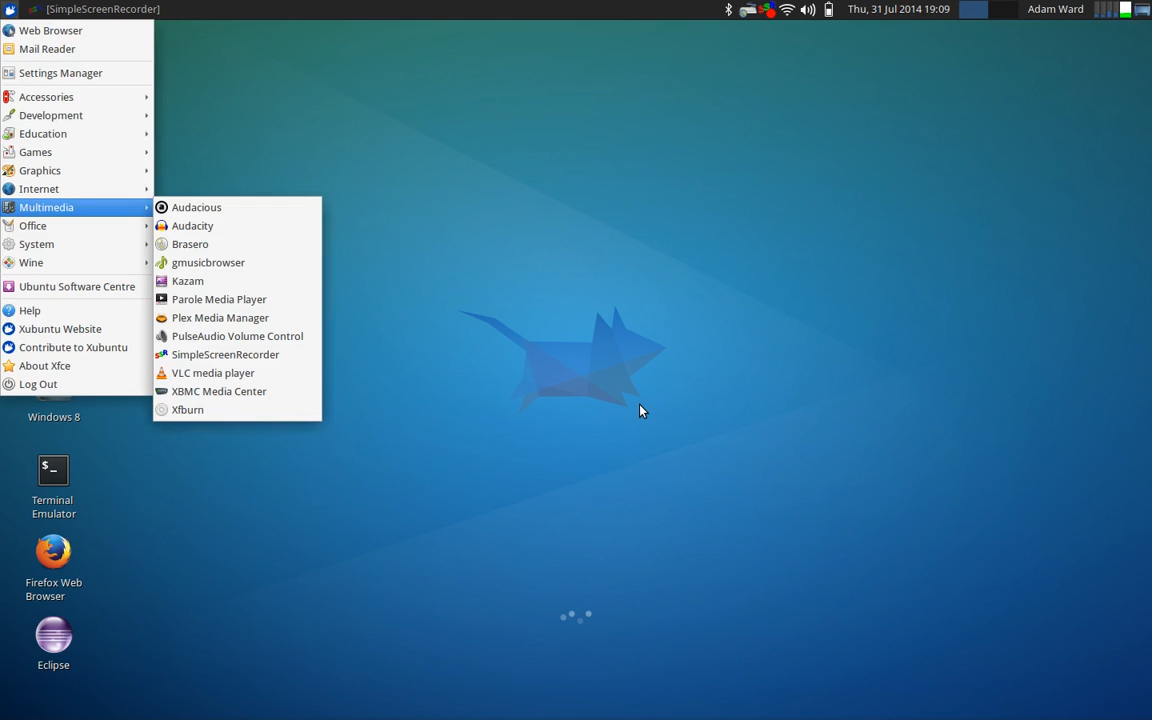 [SimpleScreenRecorder]
Thu, 31 Jul 2014 19:09
Adam Ward
Web Browser
Mail Reader
Settings Manager
Accessories
Development
Education
Games
Graphics
Internet
Multimedia
Office
System
Wine
Ubuntu Software Centre
Help
Xubuntu Website
Contribute to Xubuntu
About Xfce
Log Out
Audacious
Audacity
Brasero
gmusicbrowser
Kazam
Parole Media Player
Plex Media Manager
PulseAudio Volume Control
SimpleScreenRecorder
VLC media player
XBMC Media Center
Xfburn
Windows 8
$_
Terminal
Emulator
Firefox Web
Browser
Eclipse